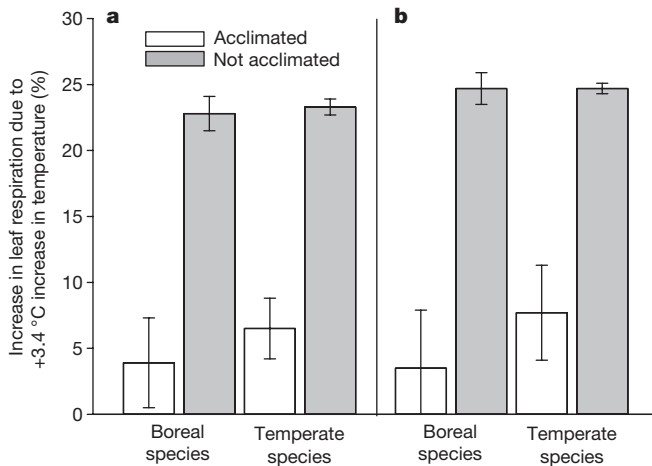 Increase in leaf respiration due to
+3.4 °C increase in temperature (%)
30
25
20
15
10
5
0
a
b
Acclimated
Not acclimated
Boreal
species
Temperate
species
Boreal
species
Temperate
species